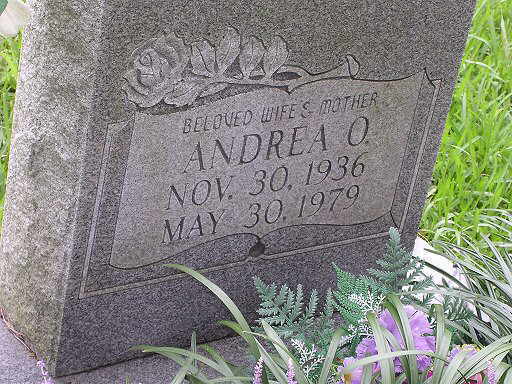 BELOVED WIFE & MOTHER
ANDREA O.
NOV. 30, 1936
MAY 30, 1979